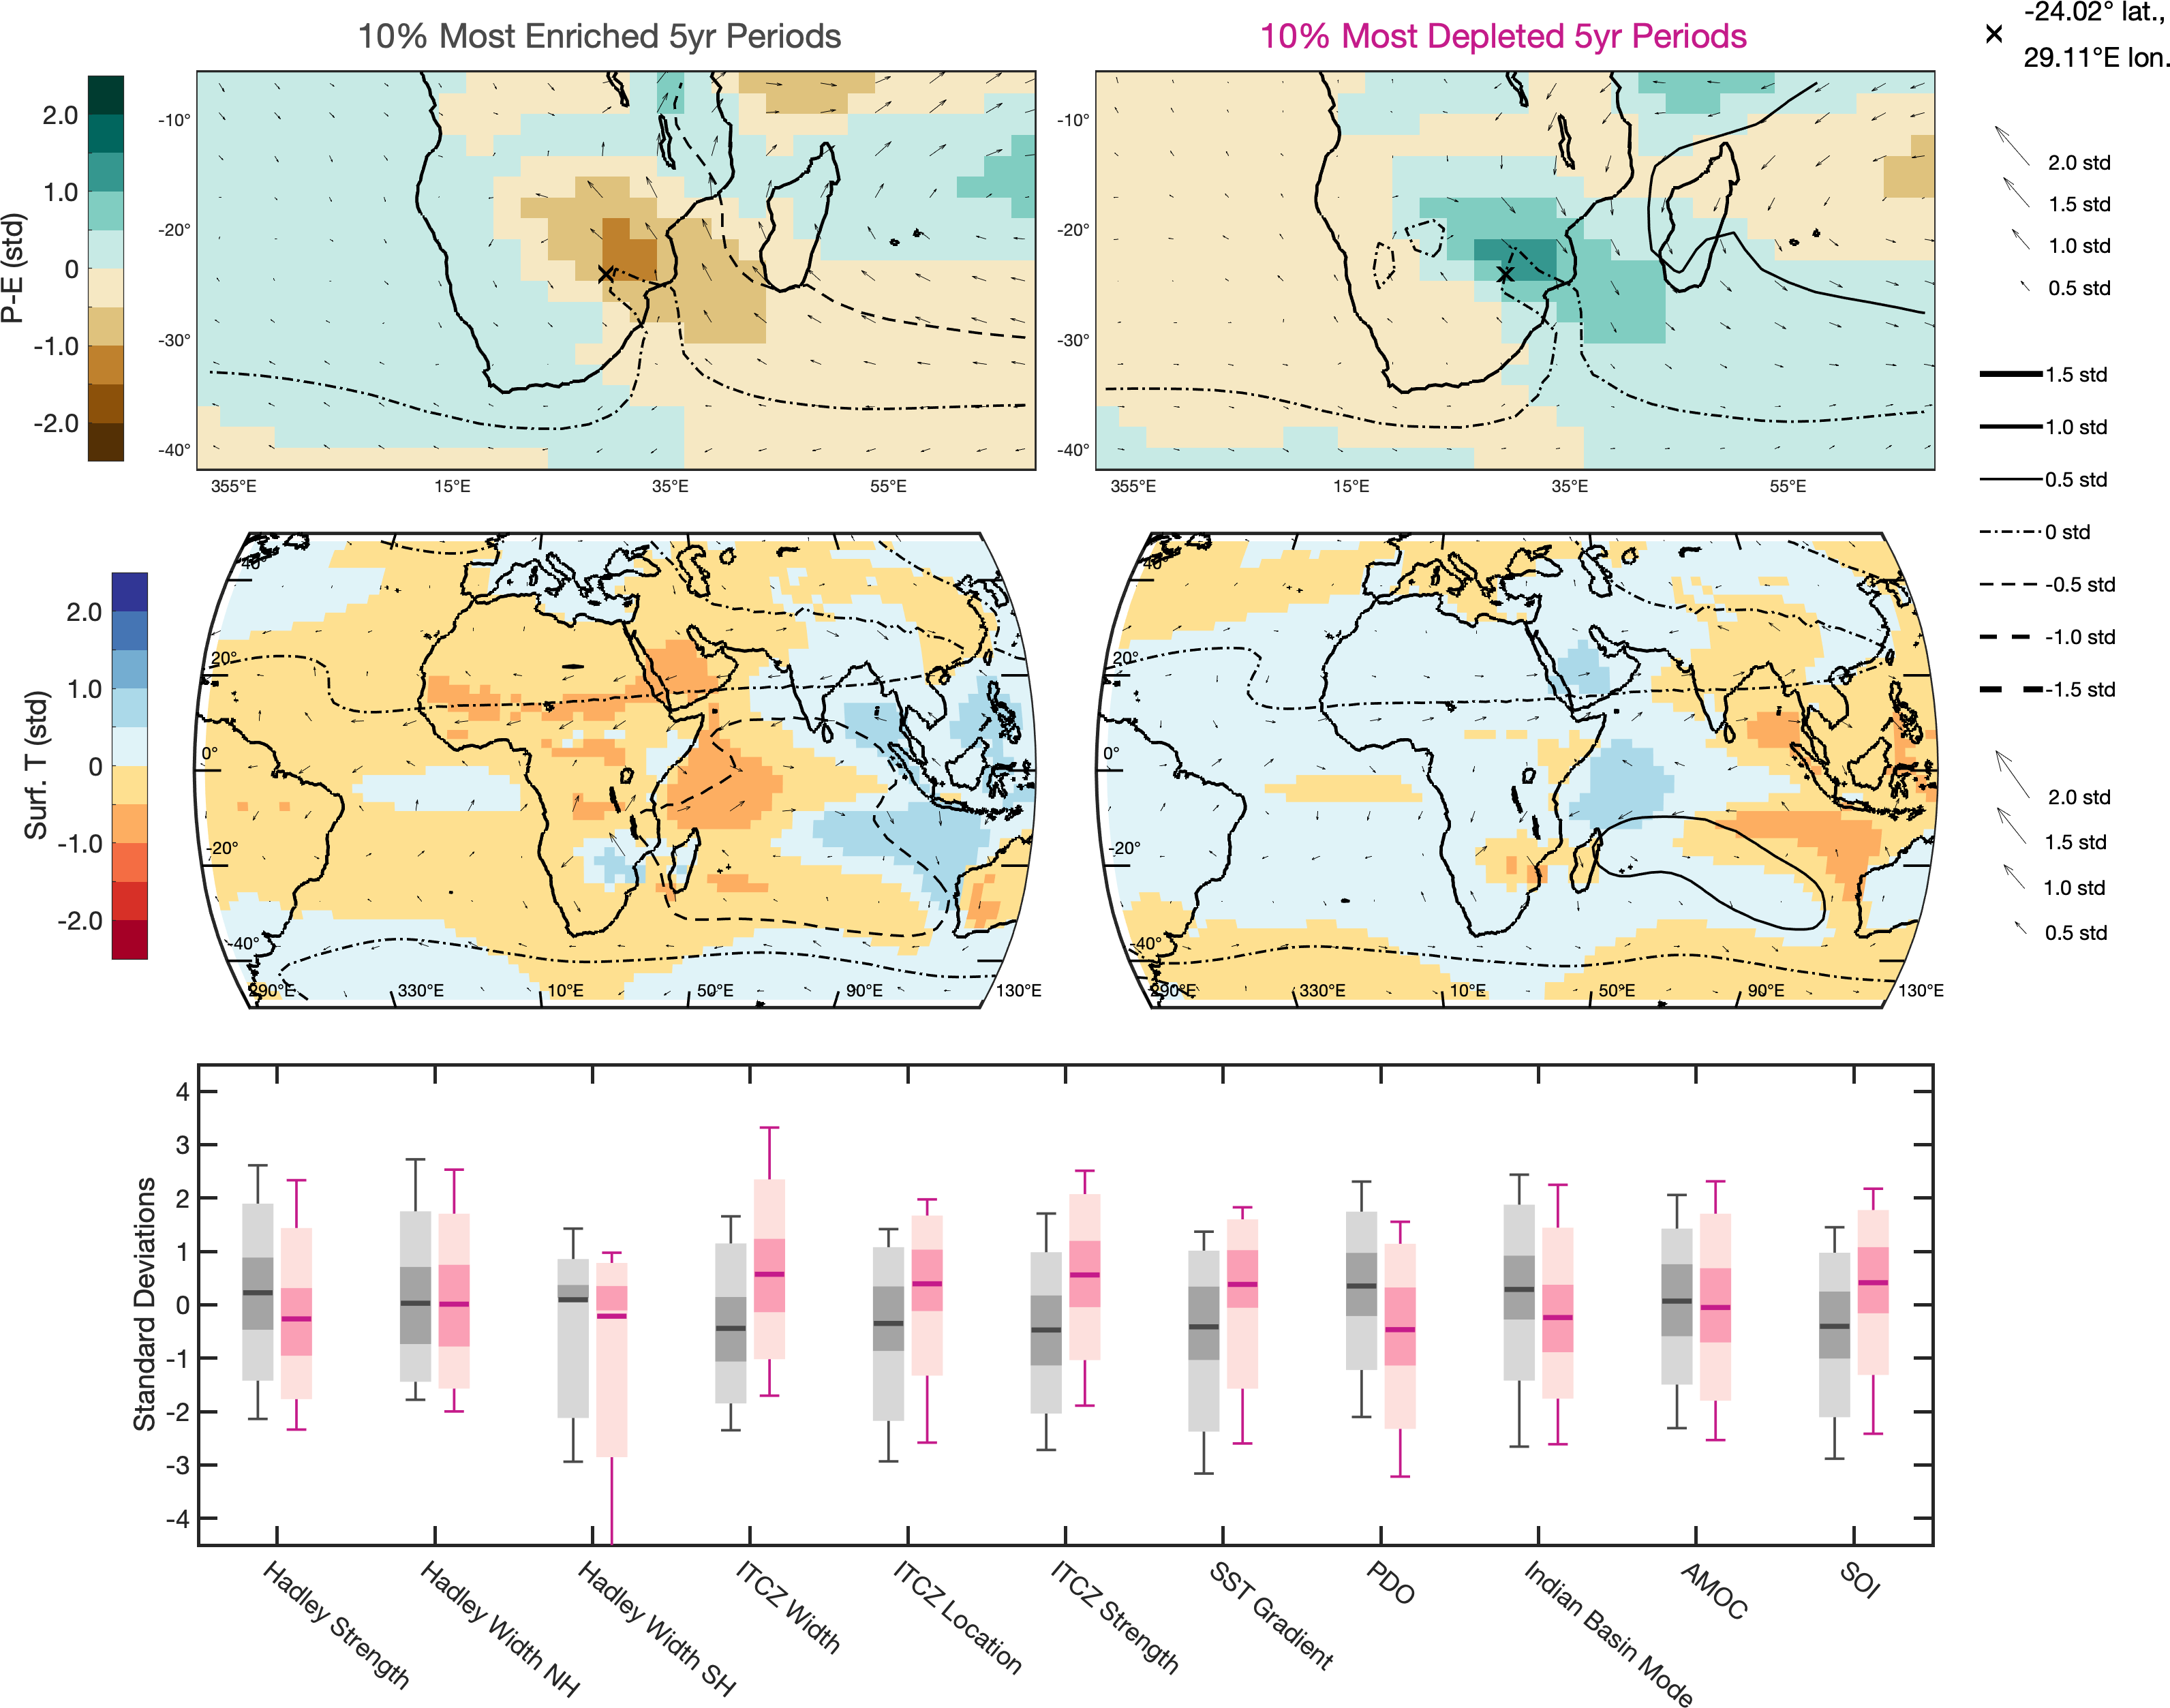 10% Most Enriched 5yr Periods
10% Most Depleted 5yr Periods
-24.02° lat.,
29.11°E lon.
P-E (std)
2.0
1.0
0
-1.0
-2.0
-10°
-20°
-30°
-40°
355°E
15°E
35°E
55°E
-10°
-20°
-30°
-40°
355°E
15°E
35°E
55°E
2.0 std
1.5 std
1.0 std
0.5 std
1.5 std
1.0 std
0.5 std
0 std
-0.5 std
-1.0 std
-1.5 std
Surf. T (std)
2.0
1.0
0
-1.0
-2.0
40°
20°
0°
-20°
-40°
290°E
330°E
10°E
50°E
90°E
130°E
40°
20°
0°
-20°
-40°
290°E
330°E
10°E
50°E
90°E
130°E
2.0 std
1.5 std
1.0 std
0.5 std
Standard Deviations
4
3
2
1
0
-1
-2
-3
-4
Hadley Strength
Hadley Width NH
Hadley Width SH
ITCZ Width
ITCZ Location
ITCZ Strength
SST Gradient
PDO
Indian Basin Mode
AMOC
SOI